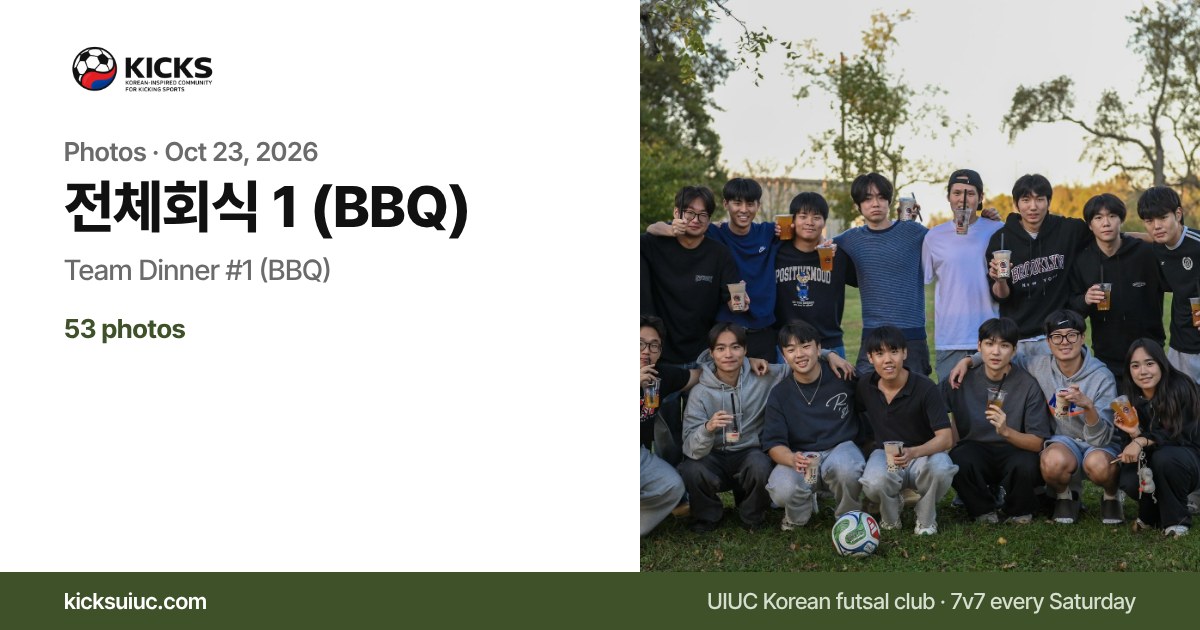 KICKS
KOREAN-INSPIRED COMMUNITY
FOR KICKING SPORTS
Photos · Oct 23, 2026
전체회식 1 (BBQ)
Team Dinner #1 (BBQ)
53 photos
POSITIVEMOOD
BROOKLYN
NEW YORK
kicksuiuc.com
UIUC Korean futsal club · 7v7 every Saturday